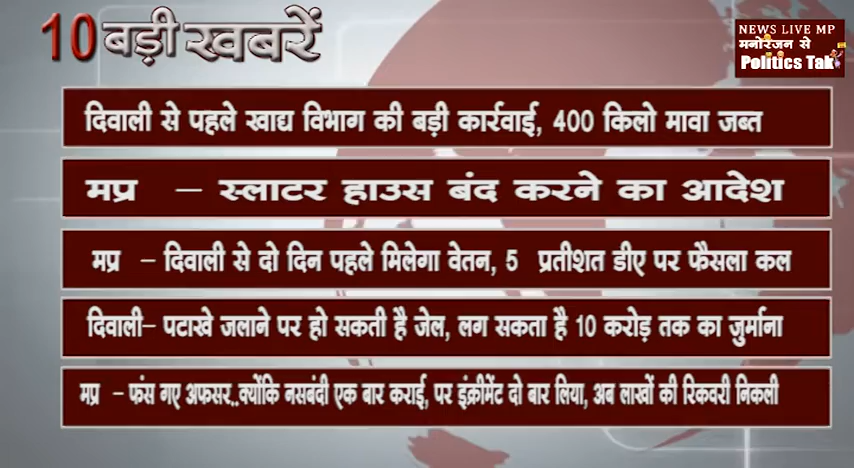 10 बड़ी खबरें
NEWS LIVE MP
मनोरंजन से
Politics Tak
दिवाली से पहले खाद्य विभाग की बड़ी कार्रवाई, 400 किलो मावा जब्त
मप्र – स्लाटर हाउस बंद करने का आदेश
मप्र – दिवाली से दो दिन पहले मिलेगा वेतन, 5 प्रतीशत डीए पर फैसला कल
दिवाली– पटाखे जलाने पर हो सकती है जेल, लग सकता है 10 करोड़ तक का जुर्माना
मप्र – फंस गए अफसर..क्योंकि नसबंदी एक बार कराई, पर इंक्रीमेंट दो बार लिया, अब लाखों की रिकवरी निकली